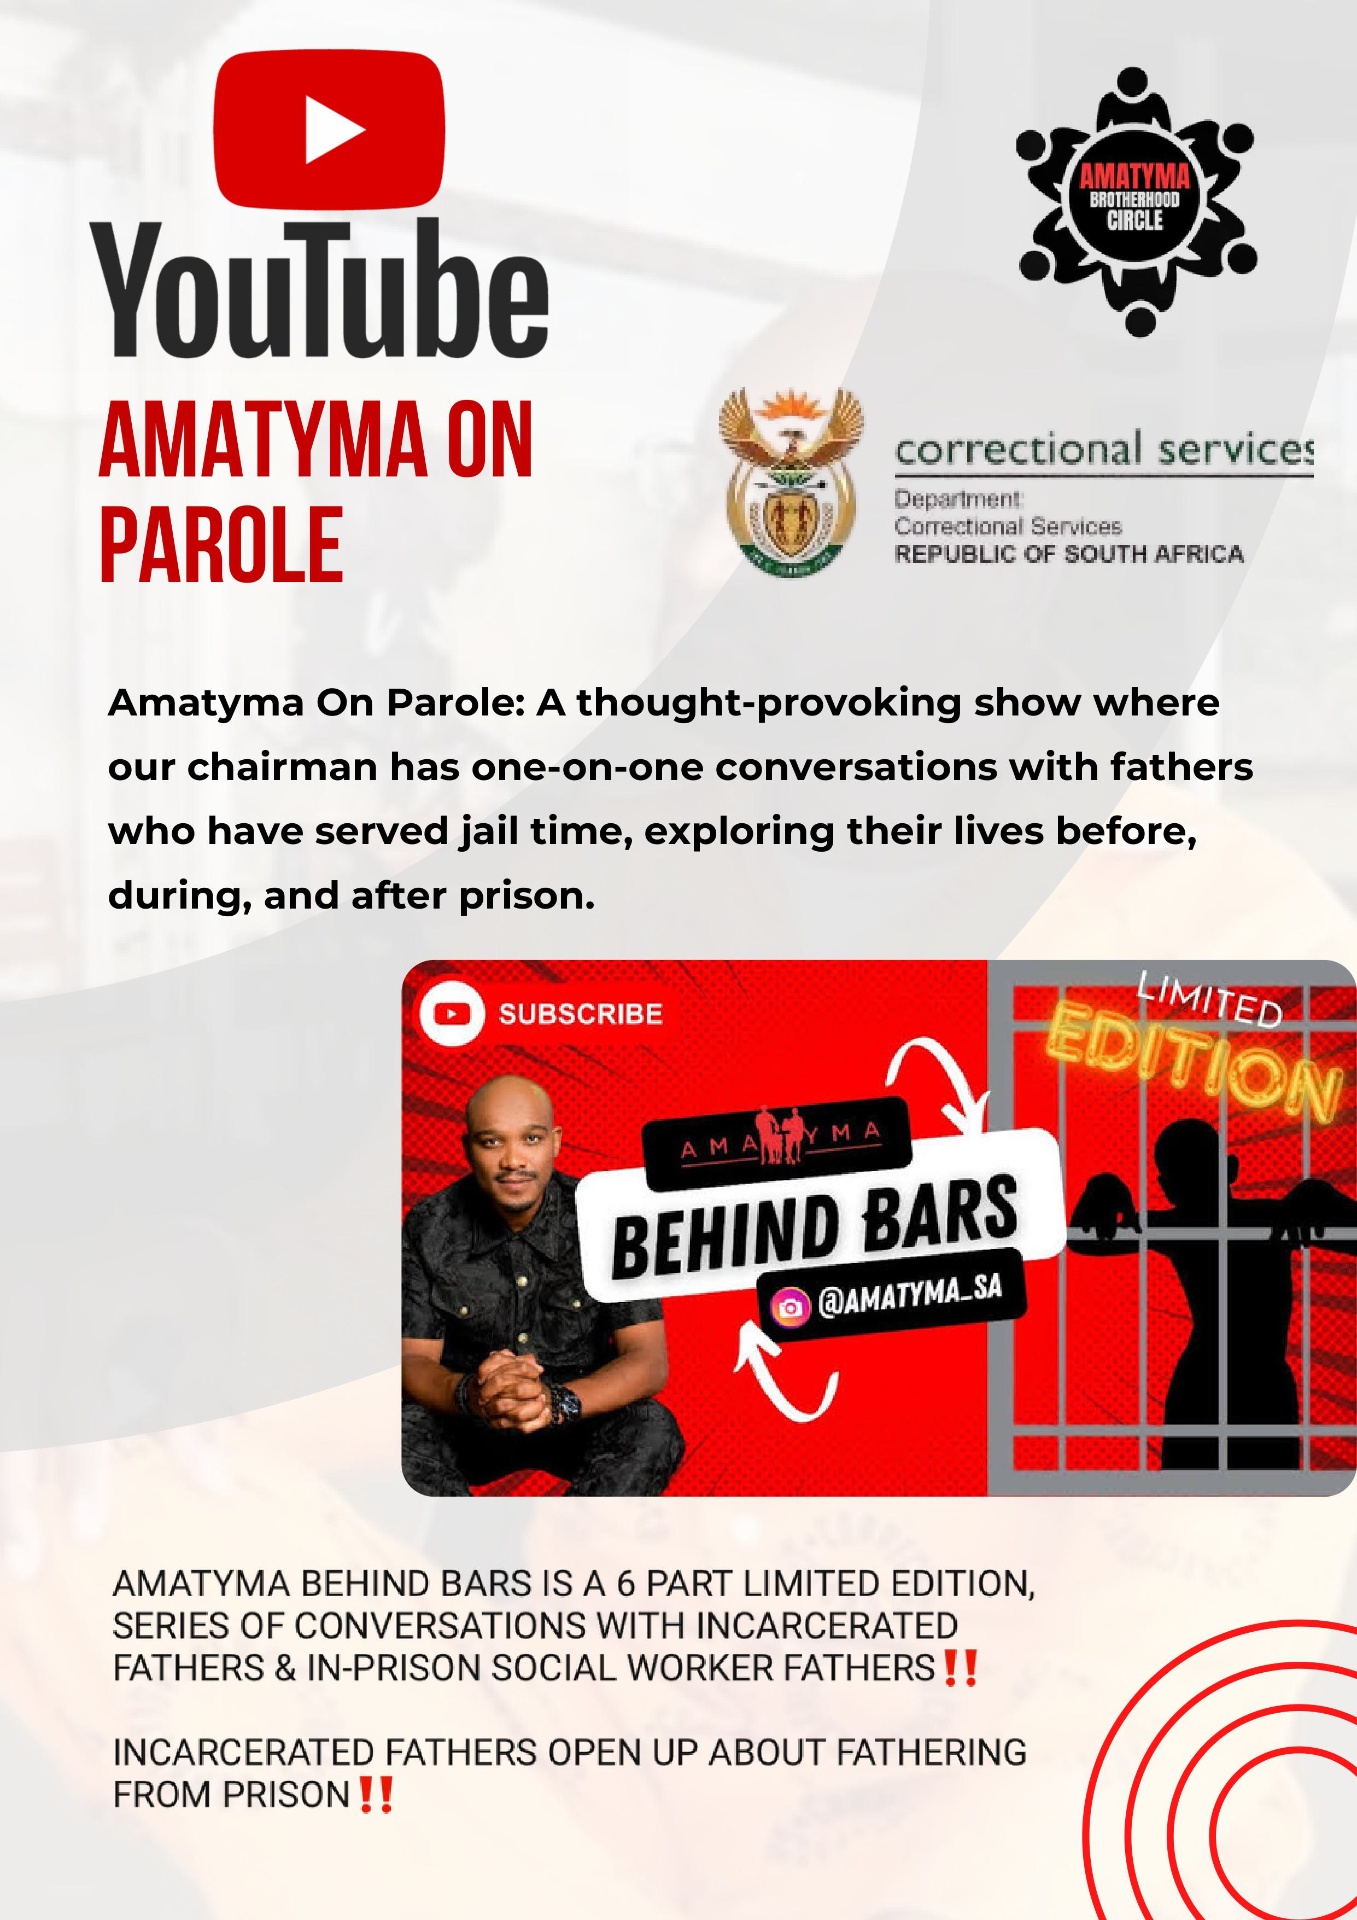 YouTube
AMATYMA
BROTHERHOOD
CIRCLE
AMATYMA ON
PAROLE
correctional services
Department:
Correctional Services
REPUBLIC OF SOUTH AFRICA
Amatyma On Parole: A thought-provoking show where
our chairman has one-on-one conversations with fathers
who have served jail time, exploring their lives before,
during, and after prison.
SUBSCRIBE
LIMITED
EDITION
AMATYMA
BEHIND BARS
@AMATYMA_SA
AMATYMA BEHIND BARS IS A 6 PART LIMITED EDITION,
SERIES OF CONVERSATIONS WITH INCARCERATED
FATHERS & IN-PRISON SOCIAL WORKER FATHERS‼️
INCARCERATED FATHERS OPEN UP ABOUT FATHERING
FROM PRISON‼️